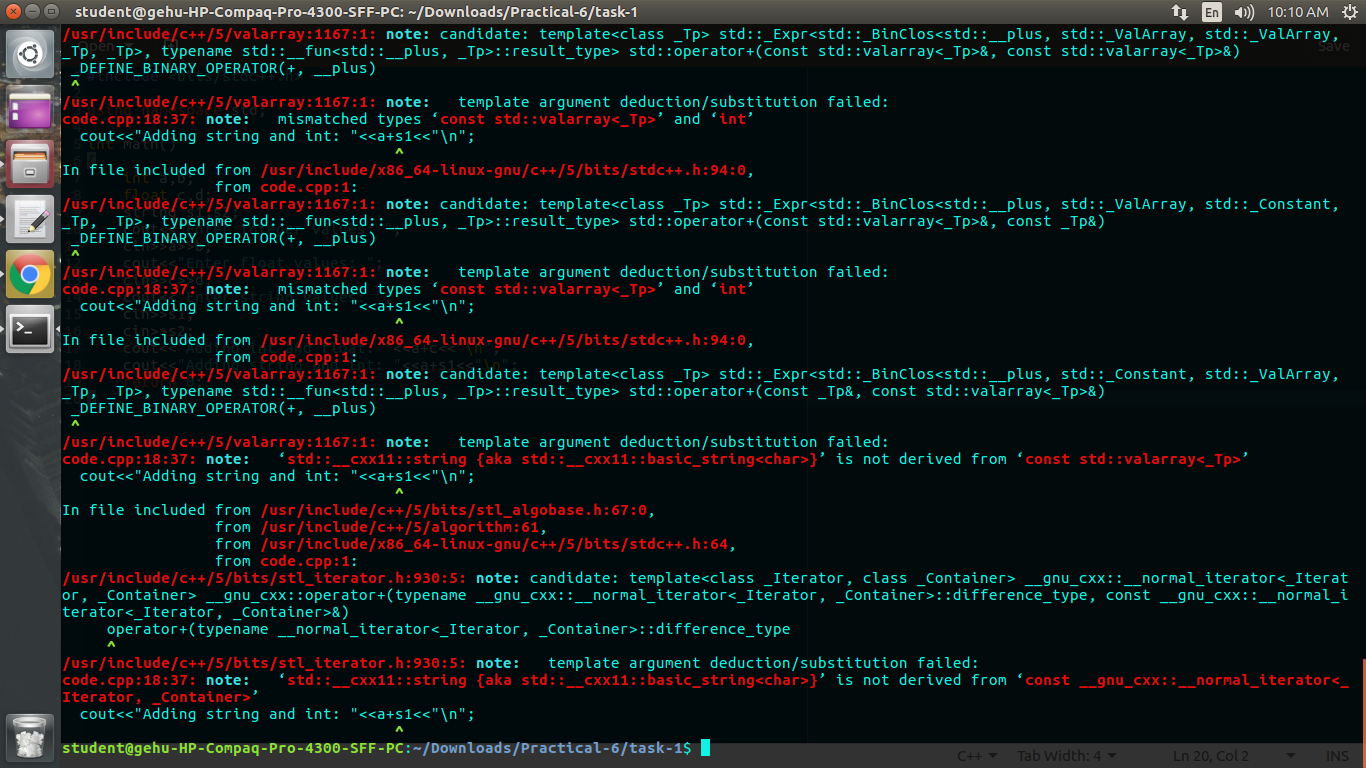 student@gehu-HP-Compaq-Pro-4300-SFF-PC: ~/Downloads/Practical-6/task-1
En
10:10 AM
/usr/include/c++/5/valarray:1167:1: note: candidate: template<class _Tp> std::_Expr<std::_BinClos<std::__plus, std::_ValArray, std::_ValArray,
_Tp, _Tp>, typename std::__fun<std::__plus, _Tp>::result_type> std::operator+(const std::valarray<_Tp>&, const std::valarray<_Tp>&)
Save
_DEFINE_BINARY_OPERATOR(+, __plus)
^
/usr/include/c++/5/valarray:1167:1: note:   template argument deduction/substitution failed:
code.cpp:18:37: note:   mismatched types ‘const std::valarray<_Tp>’ and ‘int’
cout<<"Adding string and int: "<<a+s1<<"\n";
^
In file included from /usr/include/x86_64-linux-gnu/c++/5/bits/stdc++.h:94:0,
from code.cpp:1:
/usr/include/c++/5/valarray:1167:1: note: candidate: template<class _Tp> std::_Expr<std::_BinClos<std::__plus, std::_ValArray, std::_Constant,
_Tp, _Tp>, typename std::__fun<std::__plus, _Tp>::result_type> std::operator+(const std::valarray<_Tp>&, const _Tp&)
_DEFINE_BINARY_OPERATOR(+, __plus)
^
/usr/include/c++/5/valarray:1167:1: note:   template argument deduction/substitution failed:
code.cpp:18:37: note:   mismatched types ‘const std::valarray<_Tp>’ and ‘int’
cout<<"Adding string and int: "<<a+s1<<"\n";
^
In file included from /usr/include/x86_64-linux-gnu/c++/5/bits/stdc++.h:94:0,
from code.cpp:1:
/usr/include/c++/5/valarray:1167:1: note: candidate: template<class _Tp> std::_Expr<std::_BinClos<std::__plus, std::_Constant, std::_ValArray,
_Tp, _Tp>, typename std::__fun<std::__plus, _Tp>::result_type> std::operator+(const _Tp&, const std::valarray<_Tp>&)
_DEFINE_BINARY_OPERATOR(+, __plus)
^
/usr/include/c++/5/valarray:1167:1: note:   template argument deduction/substitution failed:
code.cpp:18:37: note:   ‘std::__cxx11::string {aka std::__cxx11::basic_string<char>}’ is not derived from ‘const std::valarray<_Tp>’
cout<<"Adding string and int: "<<a+s1<<"\n";
^
In file included from /usr/include/c++/5/bits/stl_algobase.h:67:0,
from /usr/include/c++/5/algorithm:61,
from /usr/include/x86_64-linux-gnu/c++/5/bits/stdc++.h:64,
from code.cpp:1:
/usr/include/c++/5/bits/stl_iterator.h:930:5: note: candidate: template<class _Iterator, class _Container> __gnu_cxx::__normal_iterator<_Iterat
or, _Container> __gnu_cxx::operator+(typename __gnu_cxx::__normal_iterator<_Iterator, _Container>::difference_type, const __gnu_cxx::__normal_i
terator<_Iterator, _Container>&)
operator+(typename __normal_iterator<_Iterator, _Container>::difference_type
^
/usr/include/c++/5/bits/stl_iterator.h:930:5: note:   template argument deduction/substitution failed:
code.cpp:18:37: note:   ‘std::__cxx11::string {aka std::__cxx11::basic_string<char>}’ is not derived from ‘const __gnu_cxx::__normal_iterator<_
Iterator, _Container>’
cout<<"Adding string and int: "<<a+s1<<"\n";
^
student@gehu-HP-Compaq-Pro-4300-SFF-PC:~/Downloads/Practical-6/task-1$
C++ Tab Width: 4 Ln 20, Col 2 INS